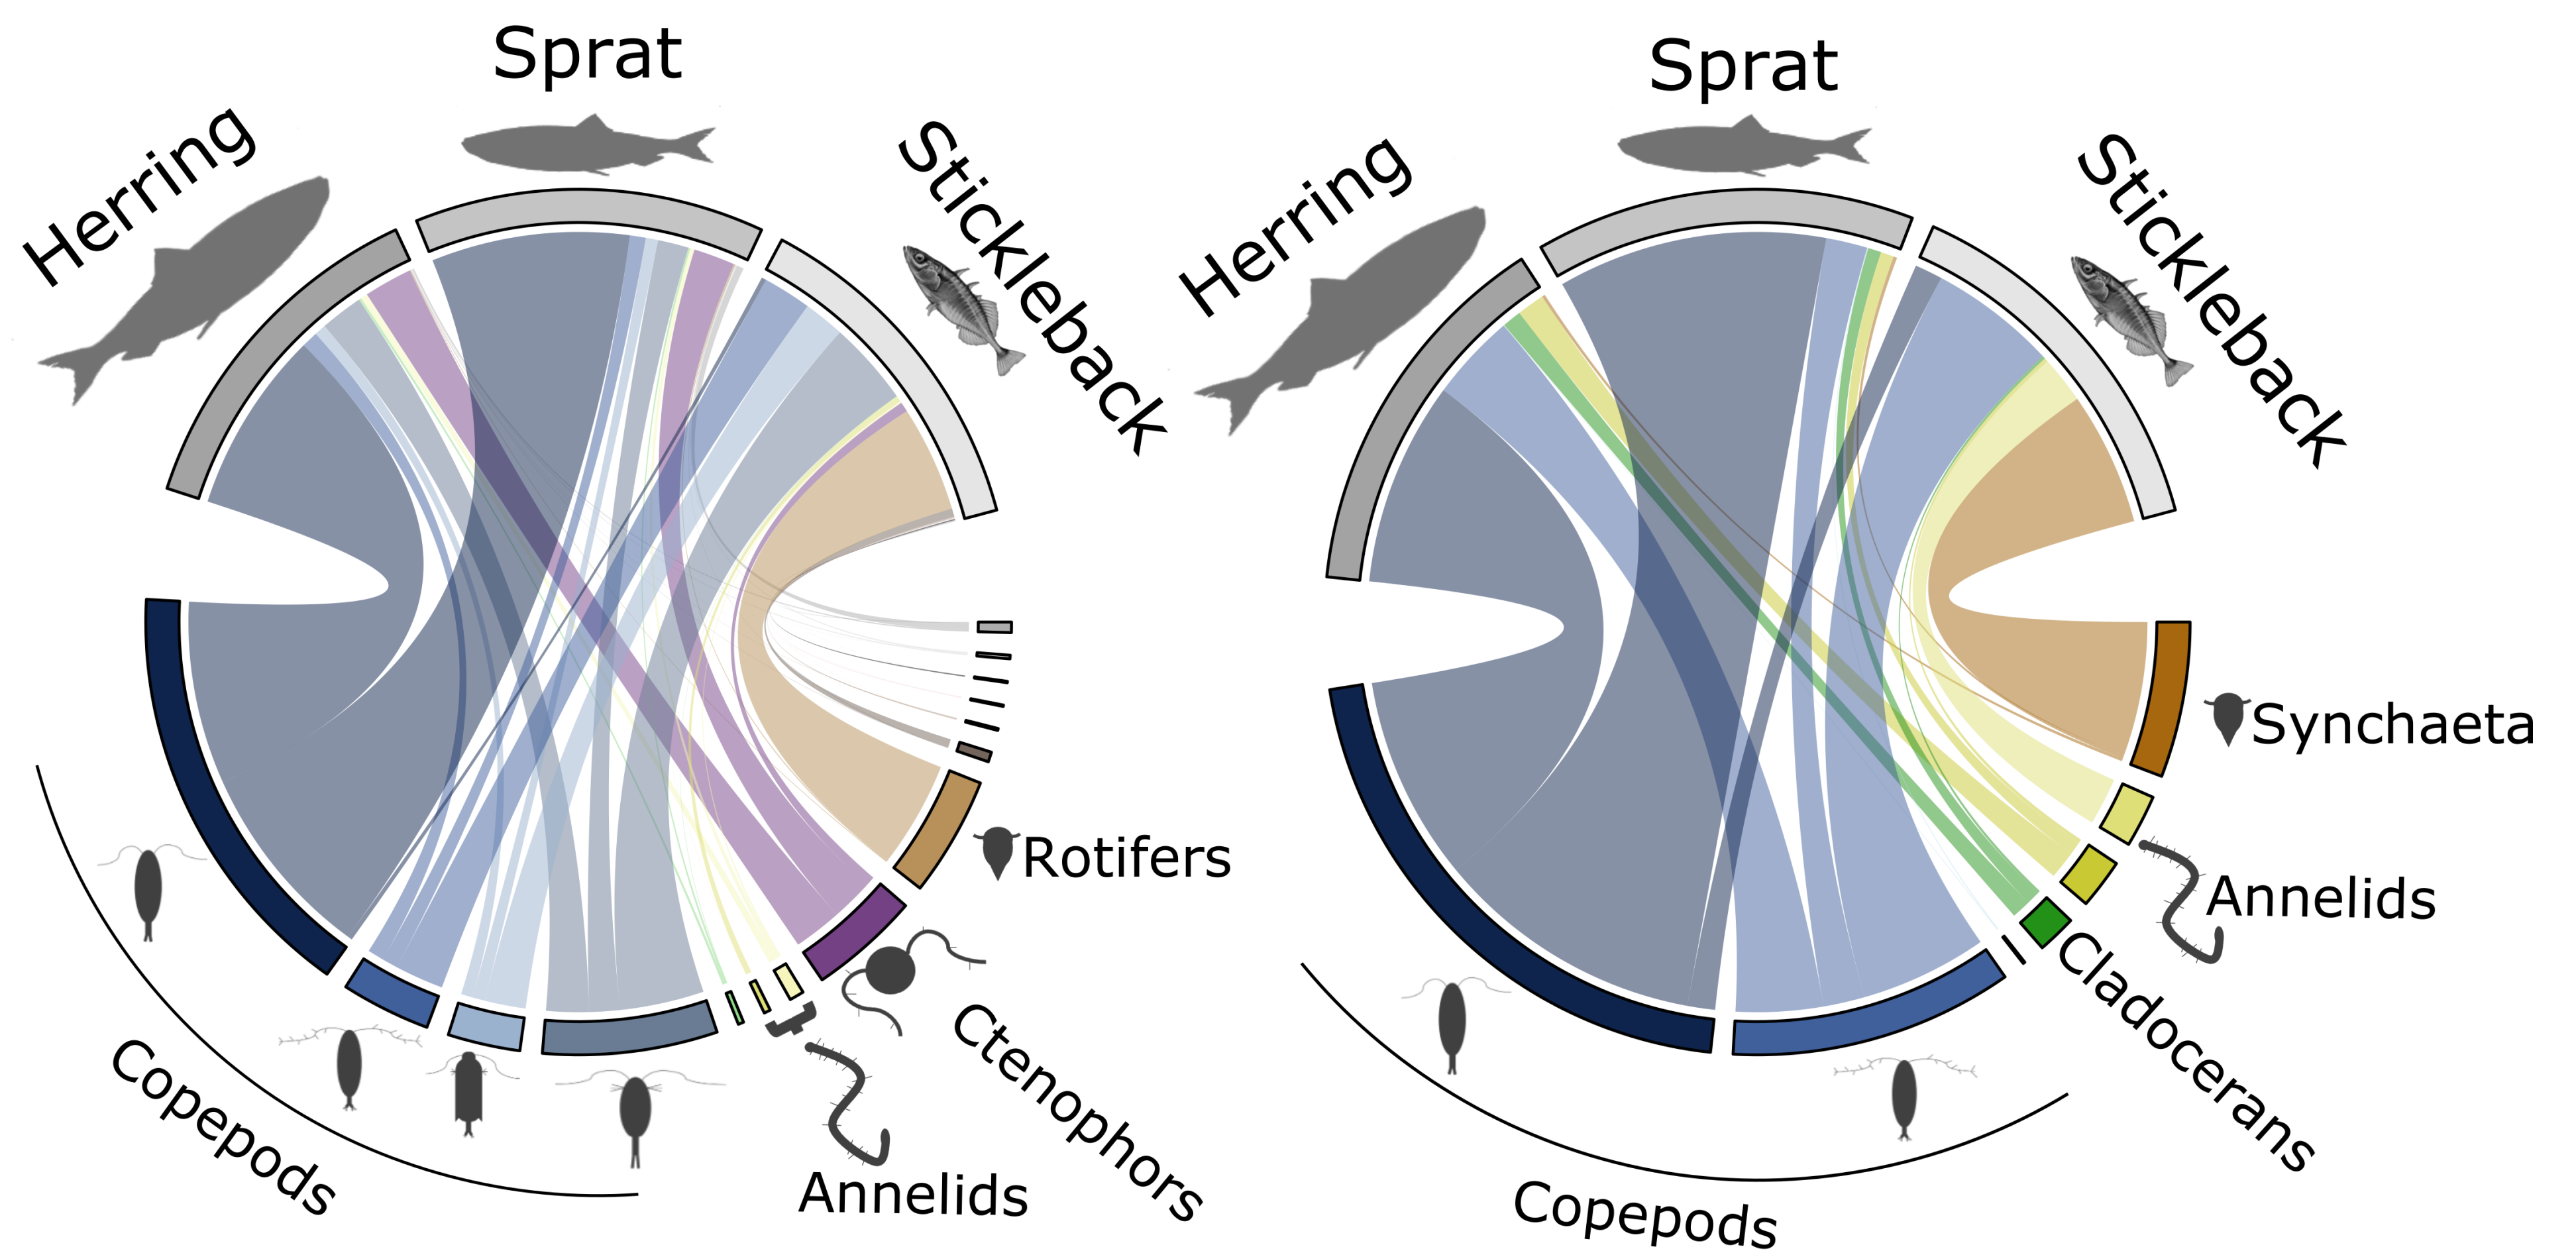 Sprat
Herring
Stickleback
Rotifers
Ctenophors
Annelids
Copepods
Sprat
Herring
Stickleback
Synchaeta
Annelids
Cladocerans
Copepods